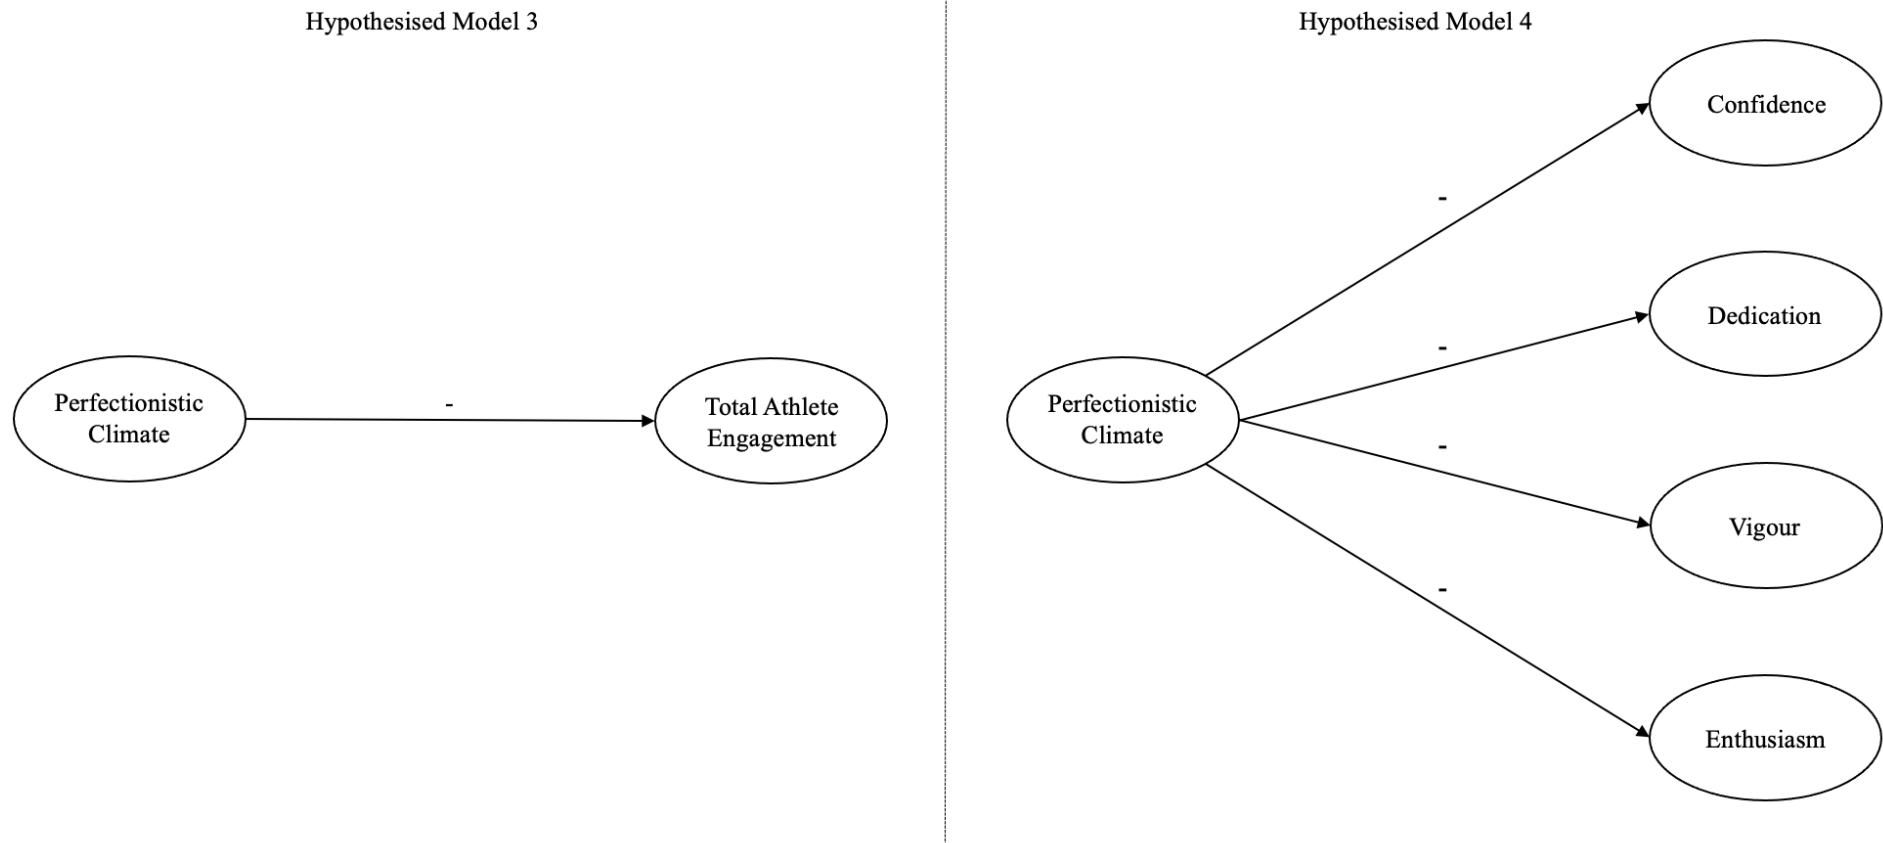 Hypothesised Model 3
Perfectionistic
Climate
-
Total Athlete
Engagement
Hypothesised Model 4
Perfectionistic
Climate
-
-
-
-
Confidence
Dedication
Vigour
Enthusiasm